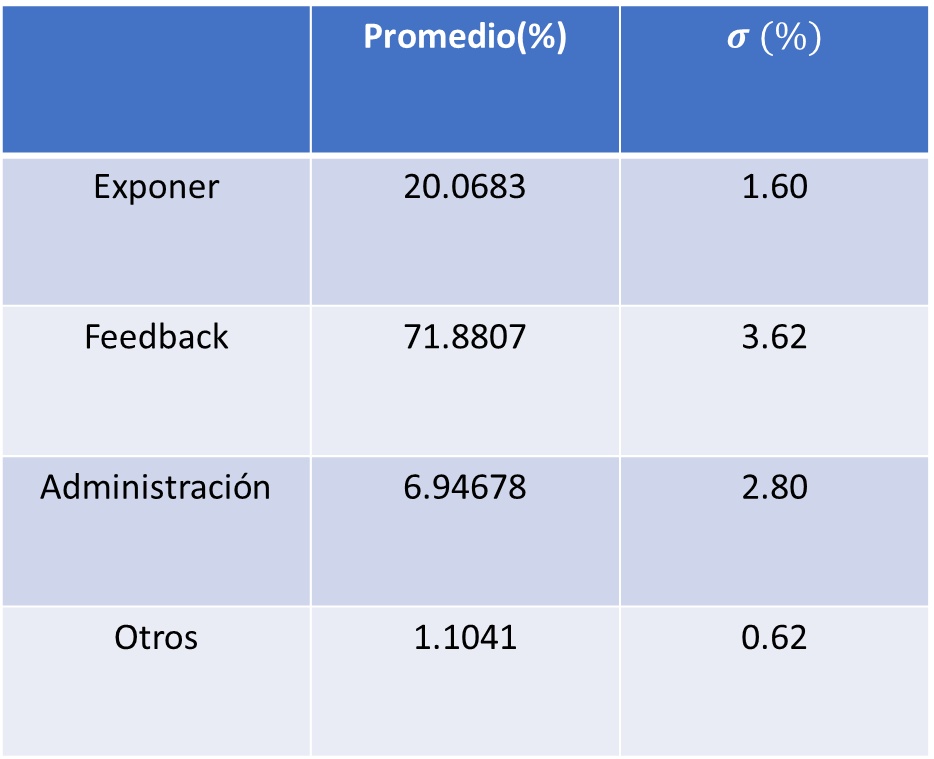 Promedio(%) σ (%)
Exponer 20.0683 1.60
Feedback 71.8807 3.62
Administración 6.94678 2.80
Otros 1.1041 0.62